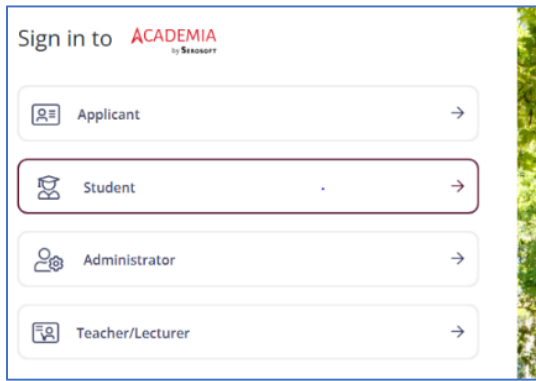 Sign in to ACADEMIA
by SEROSOFT
Applicant
Student
Administrator
Teacher/Lecturer